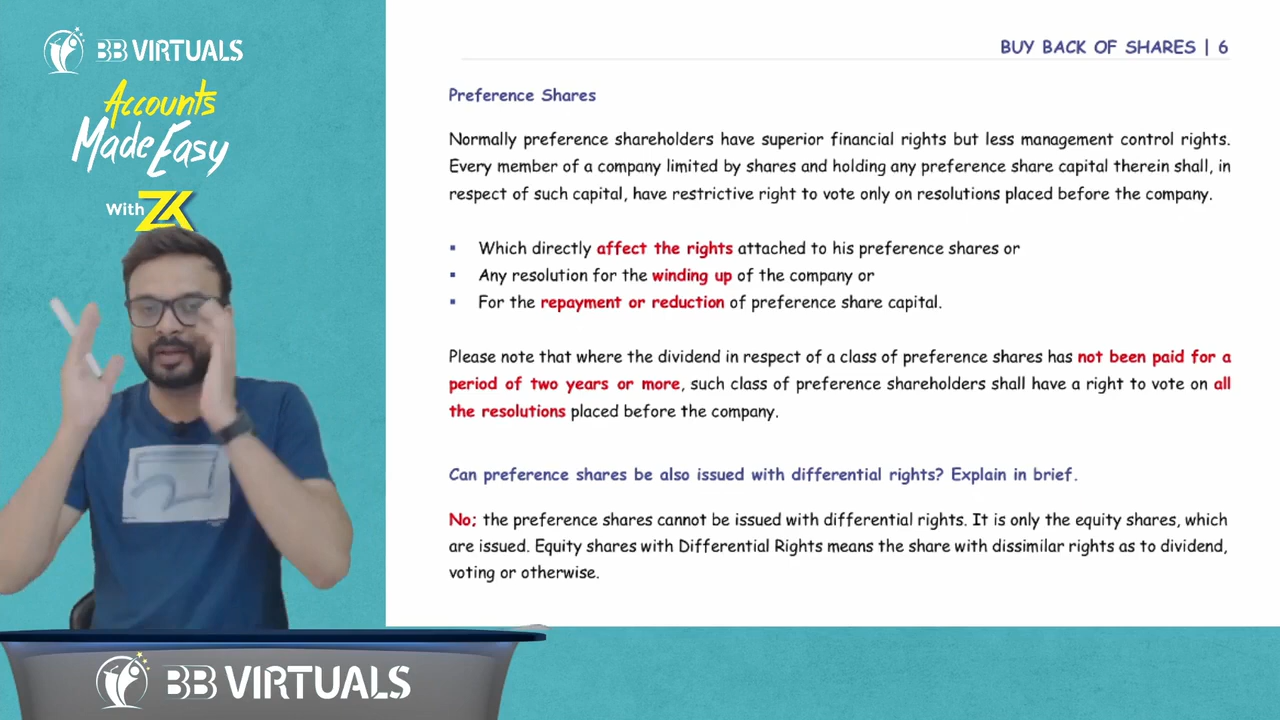 BB VIRTUALS
Accounts
Made Easy
With ZK
BUY BACK OF SHARES | 6
Preference Shares
Normally preference shareholders have superior financial rights but less management control rights.
Every member of a company limited by shares and holding any preference share capital therein shall, in
respect of such capital, have restrictive right to vote only on resolutions placed before the company.
▪ Which directly affect the rights attached to his preference shares or
▪ Any resolution for the winding up of the company or
▪ For the repayment or reduction of preference share capital.
Please note that where the dividend in respect of a class of preference shares has not been paid for a
period of two years or more, such class of preference shareholders shall have a right to vote on all
the resolutions placed before the company.
Can preference shares be also issued with differential rights? Explain in brief.
No; the preference shares cannot be issued with differential rights. It is only the equity shares, which
are issued. Equity shares with Differential Rights means the share with dissimilar rights as to dividend,
voting or otherwise.
BB VIRTUALS